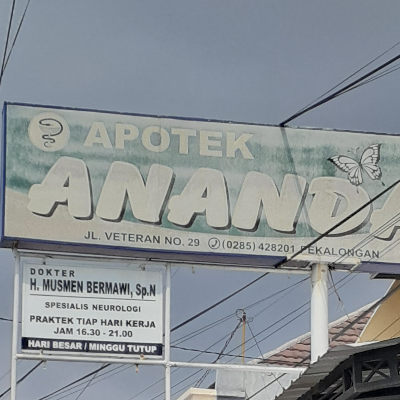 APOTEK
ANANDA
JL. VETERAN NO. 29 (0285) 428201 PEKALONGAN
DOKTER
H. MUSMEN BERMAWI, Sp.N
SPESIALIS NEUROLOGI
PRAKTEK TIAP HARI KERJA
JAM 16.30 - 21.00
HARI BESAR / MINGGU TUTUP